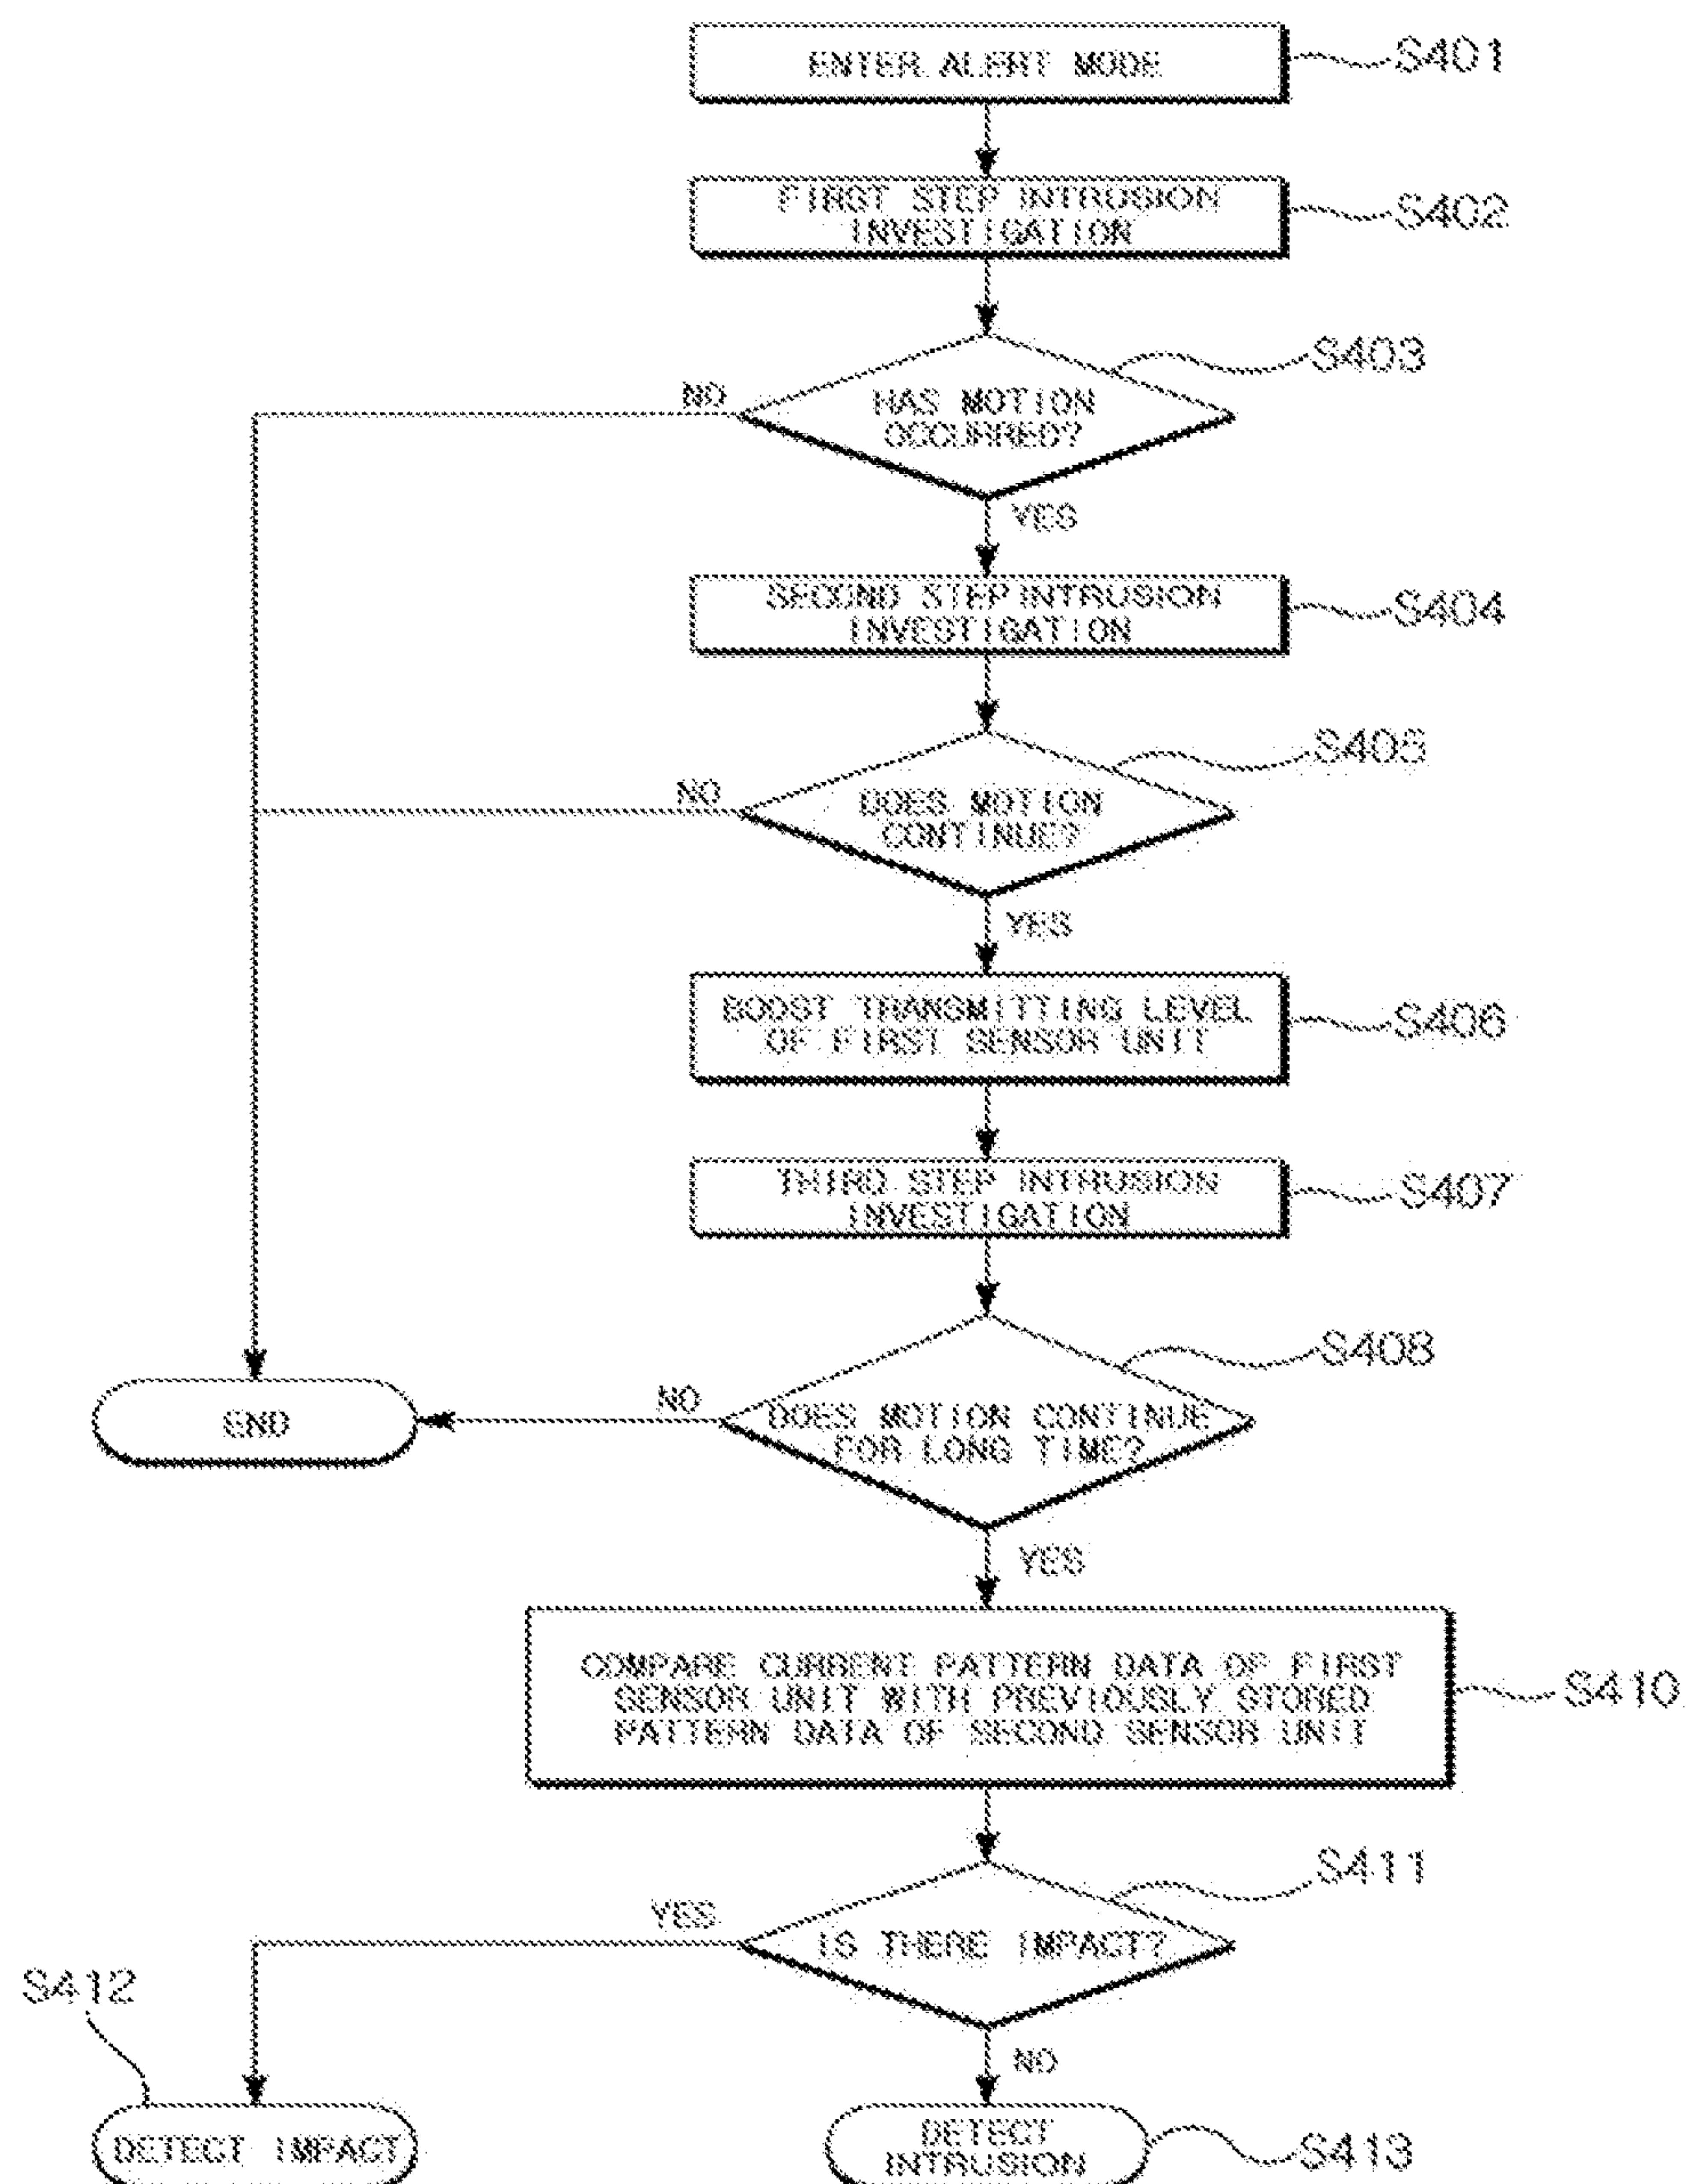 ENTER ALERT MODE
S401
FIRST STEP INTRUSION
INVESTIGATION
S402
S403
NO
HAS MOTION
OCCURRED?
YES
SECOND STEP INTRUSION
INVESTIGATION
S404
S405
NO
DOES MOTION
CONTINUE?
YES
BOOST TRANSMITTING LEVEL
OF FIRST SENSOR UNIT
S406
THIRD STEP INTRUSION
INVESTIGATION
S407
S408
NO
END
DOES MOTION CONTINUE
FOR LONG TIME?
YES
COMPARE CURRENT PATTERN DATA OF FIRST
SENSOR UNIT WITH PREVIOUSLY STORED
PATTERN DATA OF SECOND SENSOR UNIT
S410
S411
YES
IS THERE IMPACT?
S412
NO
DETECT IMPACT
DETECT
INTRUSION
S413